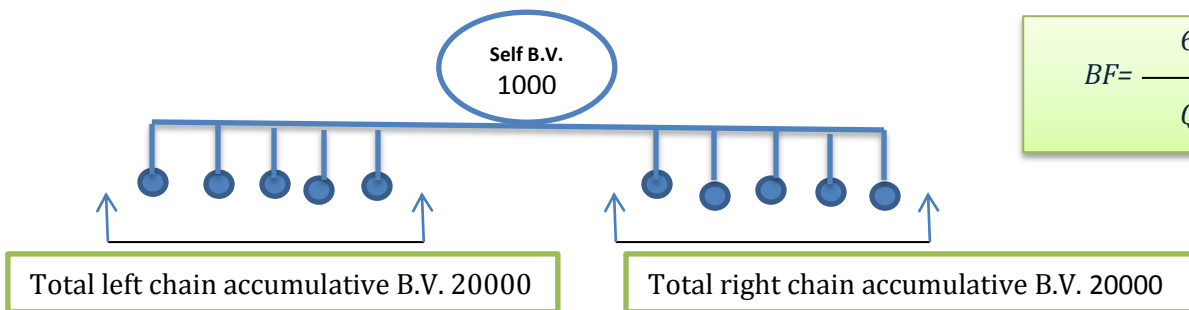 Self B.V.
1000
BF=
Total left chain accumulative B.V. 20000
Total right chain accumulative B.V. 20000